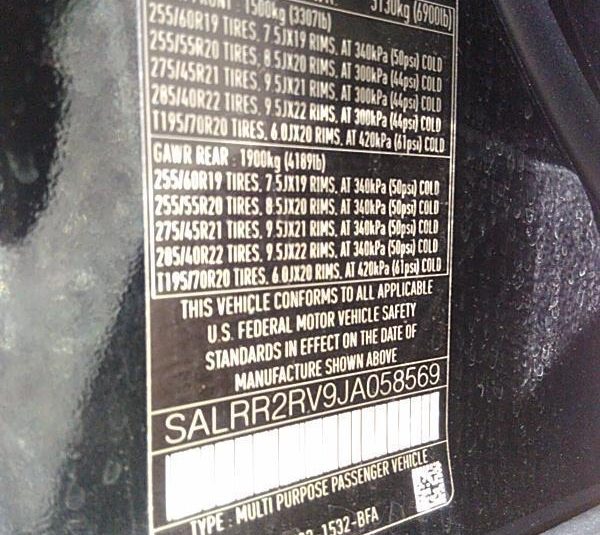 FRONT : 1500kg (3307lb) 3130kg (6900lb)
255/60R19 TIRES, 7.5JX19 RIMS, AT 340kPa (50psi) COLD
255/55R20 TIRES, 8.5JX20 RIMS, AT 300kPa (44psi) COLD
275/45R21 TIRES, 9.5JX21 RIMS, AT 300kPa (44psi) COLD
285/40R22 TIRES, 9.5JX22 RIMS, AT 300kPa (44psi) COLD
T195/70R20 TIRES, 6.0JX20 RIMS, AT 420kPa (61psi) COLD
GAWR REAR : 1900kg (4189lb)
255/60R19 TIRES, 7.5JX19 RIMS, AT 340kPa (50psi) COLD
255/55R20 TIRES, 8.5JX20 RIMS, AT 340kPa (50psi) COLD
275/45R21 TIRES, 9.5JX21 RIMS, AT 340kPa (50psi) COLD
285/40R22 TIRES, 9.5JX22 RIMS, AT 340kPa (50psi) COLD
T195/70R20 TIRES, 6.0JX20 RIMS, AT 420kPa (61psi) COLD
THIS VEHICLE CONFORMS TO ALL APPLICABLE
U.S. FEDERAL MOTOR VEHICLE SAFETY
STANDARDS IN EFFECT ON THE DATE OF
MANUFACTURE SHOWN ABOVE
SALRR2RV9JA058569
TYPE : MULTI PURPOSE PASSENGER VEHICLE
1532-BFA